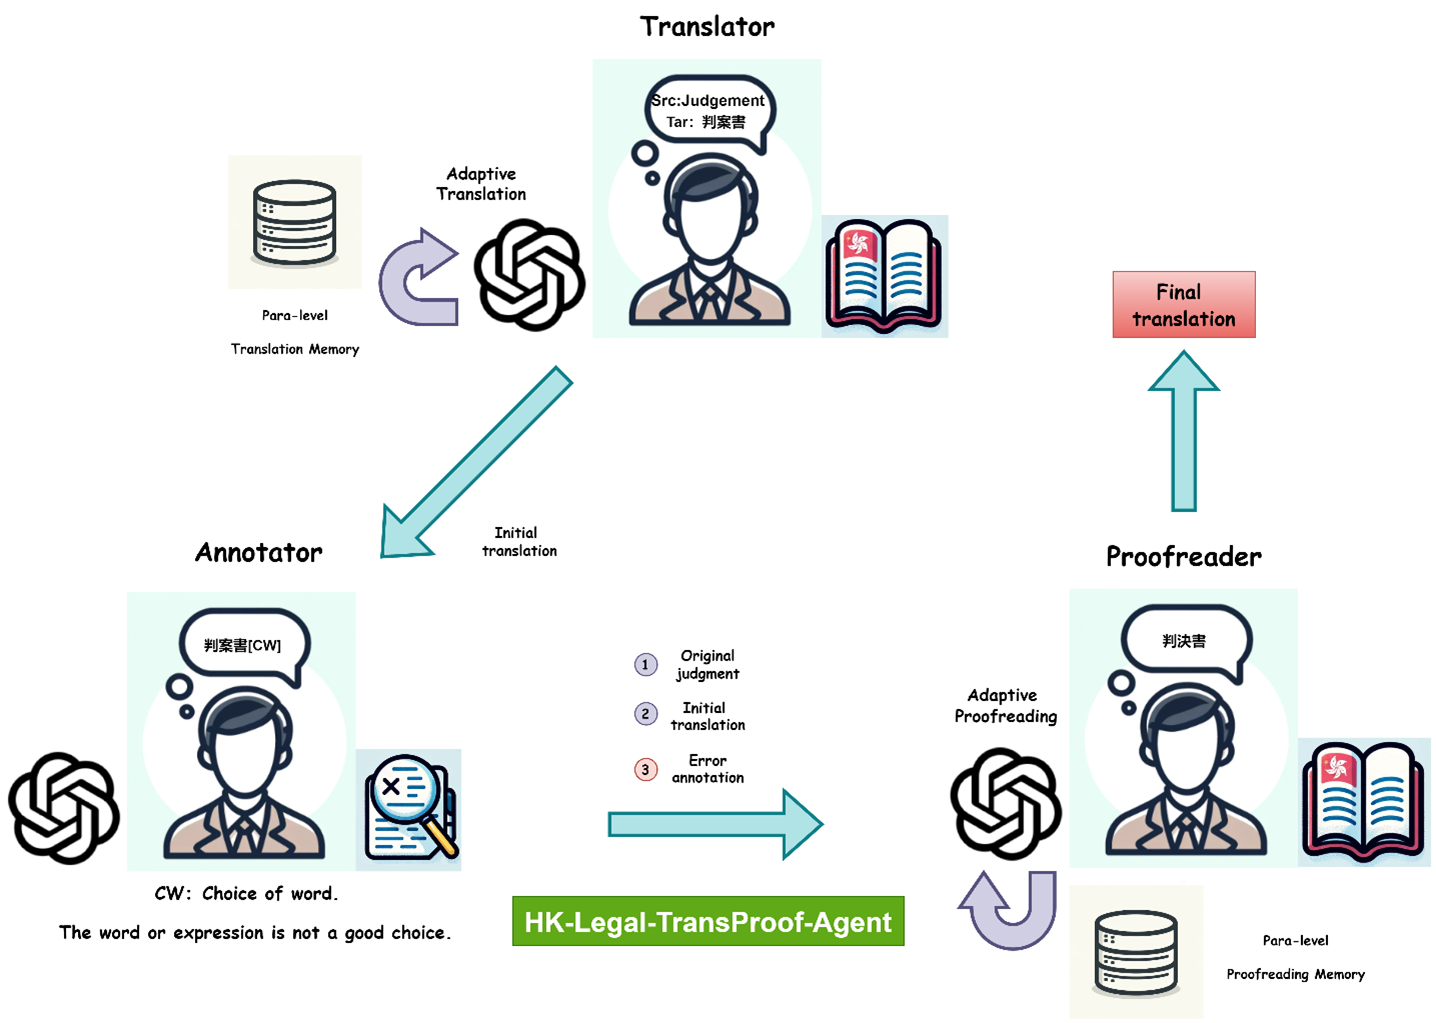 Translator
Src:Judgement
Tar: 判案書
Adaptive
Translation
Para-level
Translation Memory
Final
translation
Initial
translation
Annotator
判案書[CW]
CW: Choice of word.
The word or expression is not a good choice.
1 Original
judgment
2 Initial
translation
3 Error
annotation
HK-Legal-TransProof-Agent
Proofreader
判決書
Adaptive
Proofreading
Para-level
Proofreading Memory